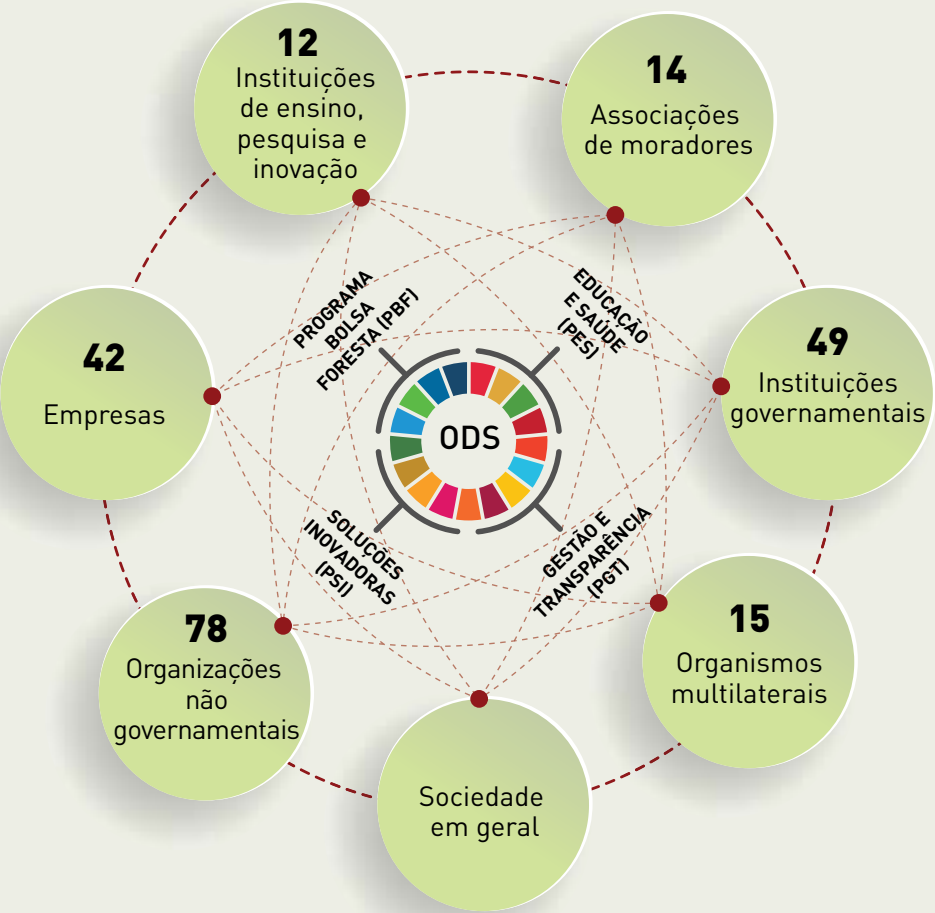 12
Instituições
de ensino,
pesquisa e
inovação
14
Associações
de moradores
42
Empresas
PROGRAMA
BOLSA
FORESTA (PBF)
EDUCAÇÃO
E SAÚDE
(PES)
49
Instituições
governamentais
ODS
SOLUÇÕES
INOVADORAS
(PSI)
GESTÃO E
TRANSPARÊNCIA
(PGT)
78
Organizações
não
governamentais
15
Organismos
multilaterais
Sociedade
em geral